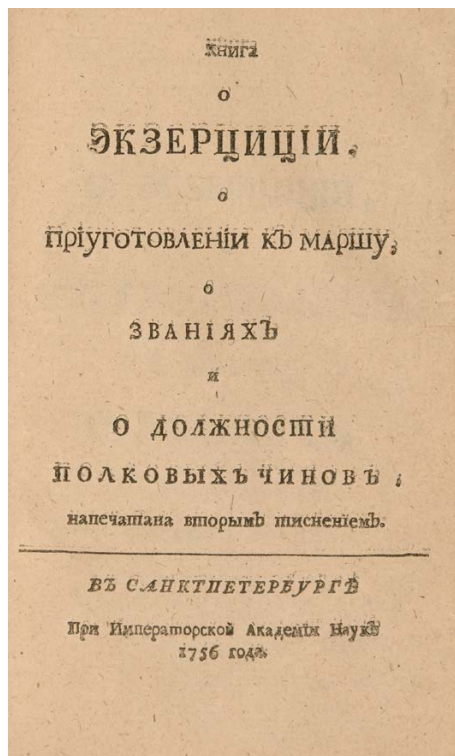 КНИГА
О
ЭКЗЕРЦИЦІИ,
О
ПРІУГОТОВЛЕНІИ КЪ МАРШУ,
О
ЗВАНІЯХЪ
И
О ДОЛЖНОСТИ
ПОЛКОВЫХЪ ЧИНОВЪ;
напечатана вторымъ тисненіемъ.
ВЪ САНКТПЕТЕРБУРГѢ
При Императорской Академіи Наукъ
1756 года.